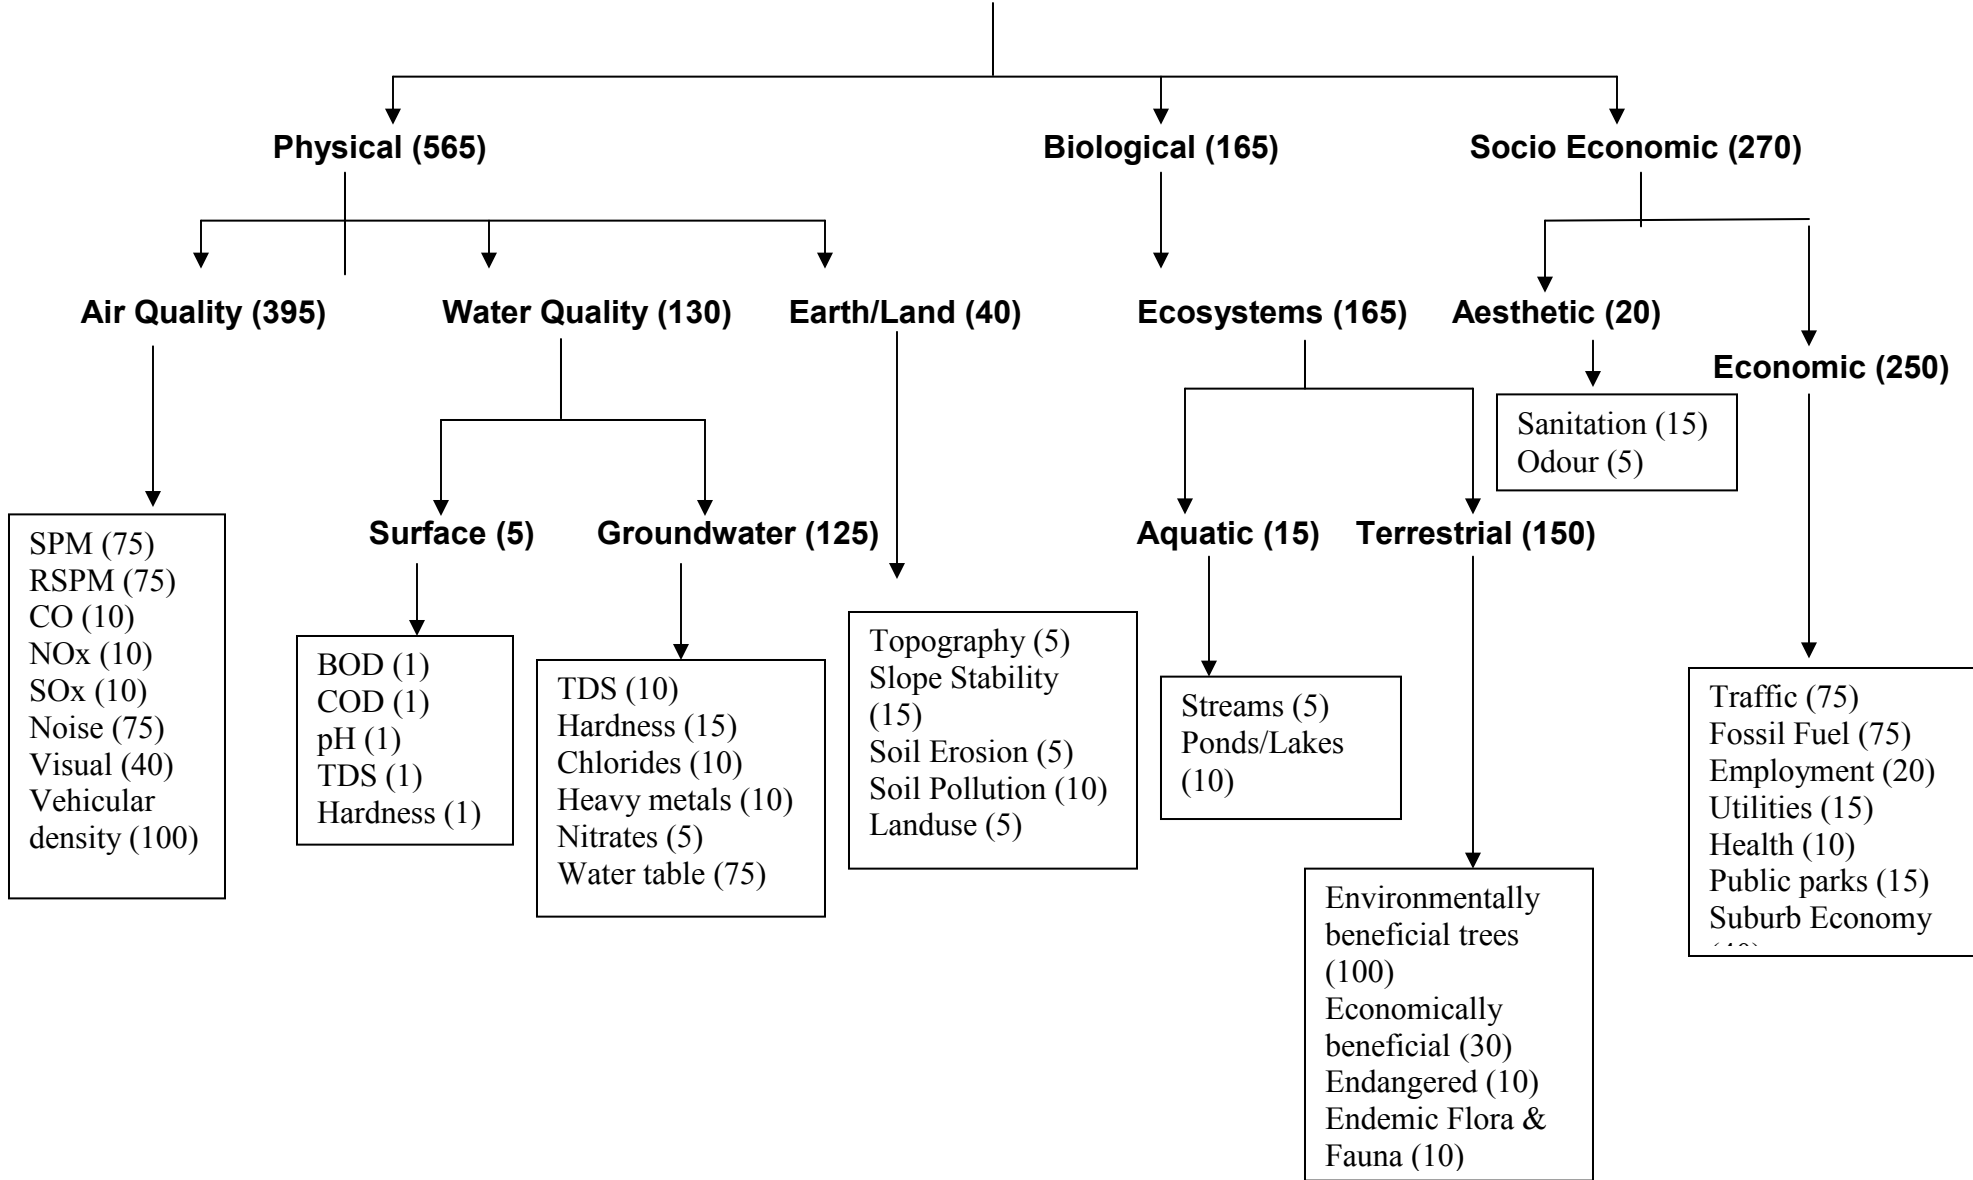 Physical (565)
Biological (165)
Socio Economic (270)
Air Quality (395)
Water Quality (130)
Earth/Land (40)
Ecosystems (165)
Aesthetic (20)
Economic (250)
Sanitation (15)
Odour (5)
Surface (5)
Groundwater (125)
Aquatic (15)
Terrestrial (150)
SPM (75)
RSPM (75)
CO (10)
NOx (10)
SOx (10)
Noise (75)
Visual (40)
Vehicular
density (100)
BOD (1)
COD (1)
pH (1)
TDS (1)
Hardness (1)
TDS (10)
Hardness (15)
Chlorides (10)
Heavy metals (10)
Nitrates (5)
Water table (75)
Topography (5)
Slope Stability
(15)
Soil Erosion (5)
Soil Pollution (10)
Landuse (5)
Streams (5)
Ponds/Lakes
(10)
Environmentally
beneficial trees
(100)
Economically
beneficial (30)
Endangered (10)
Endemic Flora &
Fauna (10)
Traffic (75)
Fossil Fuel (75)
Employment (20)
Utilities (15)
Health (10)
Public parks (15)
Suburb Economy